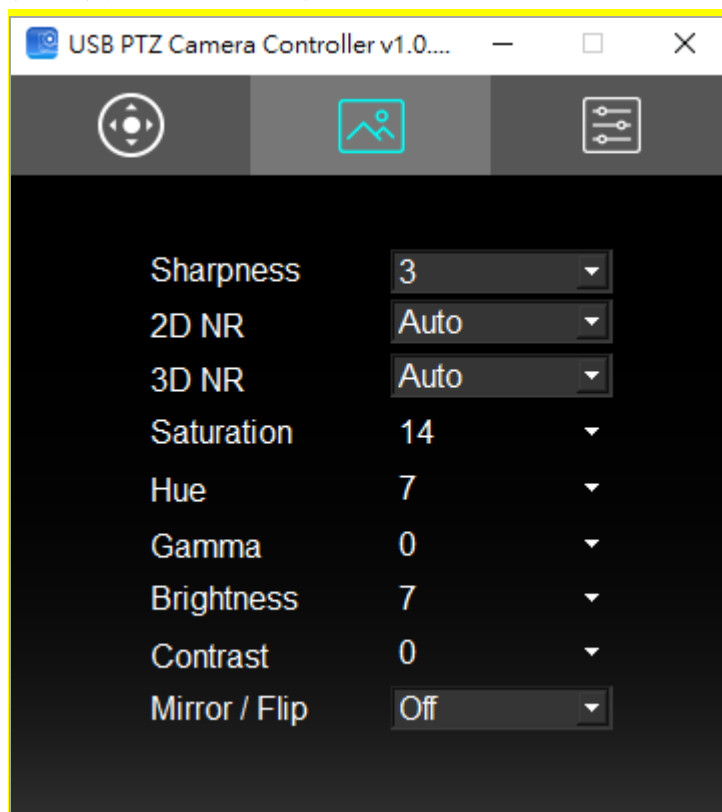 USB PTZ Camera Controller v1.0....
Sharpness 3
2D NR Auto
3D NR Auto
Saturation 14
Hue 7
Gamma 0
Brightness 7
Contrast 0
Mirror / Flip Off